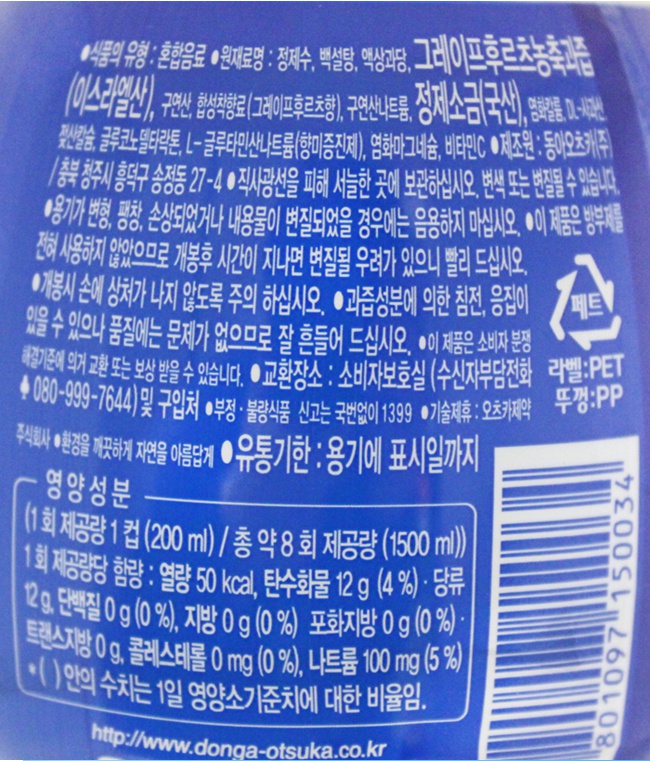 ●식품의 유형 : 혼합음료 ●원재료명 : 정제수, 백설탕, 액상과당, 그레이프후르츠농축과즙
(이스라엘산), 구연산, 합성착향료(그레이프후르츠향), 구연산나트륨, 정제소금(국산), 염화칼륨, DL-사과산
젖산칼슘, 글루코노델타락톤, L-글루타민산나트륨(향미증진제), 염화마그네슘, 비타민C ●제조원 : 동아오츠카(주)
/ 충북 청주시 흥덕구 송정동 27-4 ●직사광선을 피해 서늘한 곳에 보관하십시오. 변색 또는 변질될 수 있습니다.
●용기가 변형, 팽창, 손상되었거나 내용물이 변질되었을 경우에는 음용하지 마십시오. ●이 제품은 방부제를
전혀 사용하지 않았으므로 개봉후 시간이 지나면 변질될 우려가 있으니 빨리 드십시오.
●개봉시 손에 상처가 나지 않도록 주의 하십시오. ●과즙성분에 의한 침전, 응집이
있을 수 있으나 품질에는 문제가 없으므로 잘 흔들어 드십시오. ●이 제품은 소비자 분쟁
해결기준에 의거 교환 또는 보상 받을 수 있습니다. ●교환장소 : 소비자보호실 (수신자부담전화
080-999-7644) 및 구입처 ●부정·불량식품 신고는 국번없이 1399 ●기술제휴 : 오츠카제약
주식회사 ●환경을 깨끗하게 자연을 아름답게 ●유통기한 : 용기에 표시일까지
페트
라벨:PET
뚜껑:PP
영양성분
(1 회 제공량 1 컵 (200 ml) / 총 약 8 회 제공량 (1500 ml))
1 회 제공량당 함량 : 열량 50 kcal, 탄수화물 12 g (4 %) · 당류
12 g, 단백질 0 g (0 %), 지방 0 g (0 %) 포화지방 0 g (0 %) ·
트랜스지방 0 g, 콜레스테롤 0 mg (0 %), 나트륨 100 mg (5 %)
*( ) 안의 수치는 1일 영양소기준치에 대한 비율임.
http://www.donga-otsuka.co.kr
801097 150034